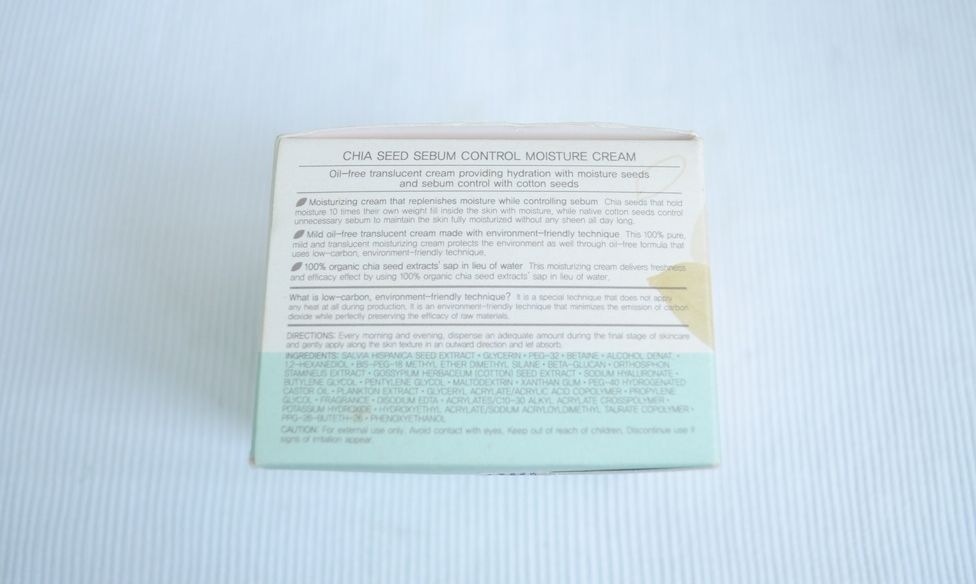 CHIA SEED SEBUM CONTROL MOISTURE CREAM
Oil-free translucent cream providing hydration with moisture seeds
and sebum control with cotton seeds
Moisturizing cream that replenishes moisture while controlling sebum Chia seeds that hold
moisture 10 times their own weight fill inside the skin with moisture, while native cotton seeds control
unnecessary sebum to maintain the skin fully moisturized without any sheen all day long.
Mild oil-free translucent cream made with environment-friendly technique This 100% pure,
mild and translucent moisturizing cream protects the environment as well through oil-free formula that
uses low-carbon, environment-friendly technique.
100% organic chia seed extracts' sap in lieu of water This moisturizing cream delivers freshness
and efficacy effect by using 100% organic chia seed extracts' sap in lieu of water.
What is low-carbon, environment-friendly technique? It is a special technique that does not apply
any heat at all during production. It is an environment-friendly technique that minimizes the emission of carbon
dioxide while perfectly preserving the efficacy of raw materials.
DIRECTIONS: Every morning and evening, dispense an adequate amount during the final stage of skincare
and gently apply along the skin texture in an outward direction and let absorb.
INGREDIENTS: SALVIA HISPANICA SEED EXTRACT • GLYCERIN • PEG-32 • BETAINE • ALCOHOL DENAT. •
1,2-HEXANEDIOL • BIS-PEG-18 METHYL ETHER DIMETHYL SILANE • BETA-GLUCAN • ORTHOSIPHON
STAMINEUS EXTRACT • GOSSYPIUM HERBACEUM (COTTON) SEED EXTRACT • SODIUM HYALURONATE •
BUTYLENE GLYCOL • PENTYLENE GLYCOL • MALTODEXTRIN • XANTHAN GUM • PEG-40 HYDROGENATED
CASTOR OIL • PLANKTON EXTRACT • GLYCERYL ACRYLATE/ACRYLIC ACID COPOLYMER • PROPYLENE
GLYCOL • FRAGRANCE • DISODIUM EDTA • ACRYLATES/C10-30 ALKYL ACRYLATE CROSSPOLYMER •
POTASSIUM HYDROXIDE • HYDROXYETHYL ACRYLATE/SODIUM ACRYLOYLDIMETHYL TAURATE COPOLYMER •
PPG-26-BUTETH-26 • PHENOXYETHANOL
CAUTION: For external use only. Avoid contact with eyes. Keep out of reach of children. Discontinue use if
signs of irritation appear.